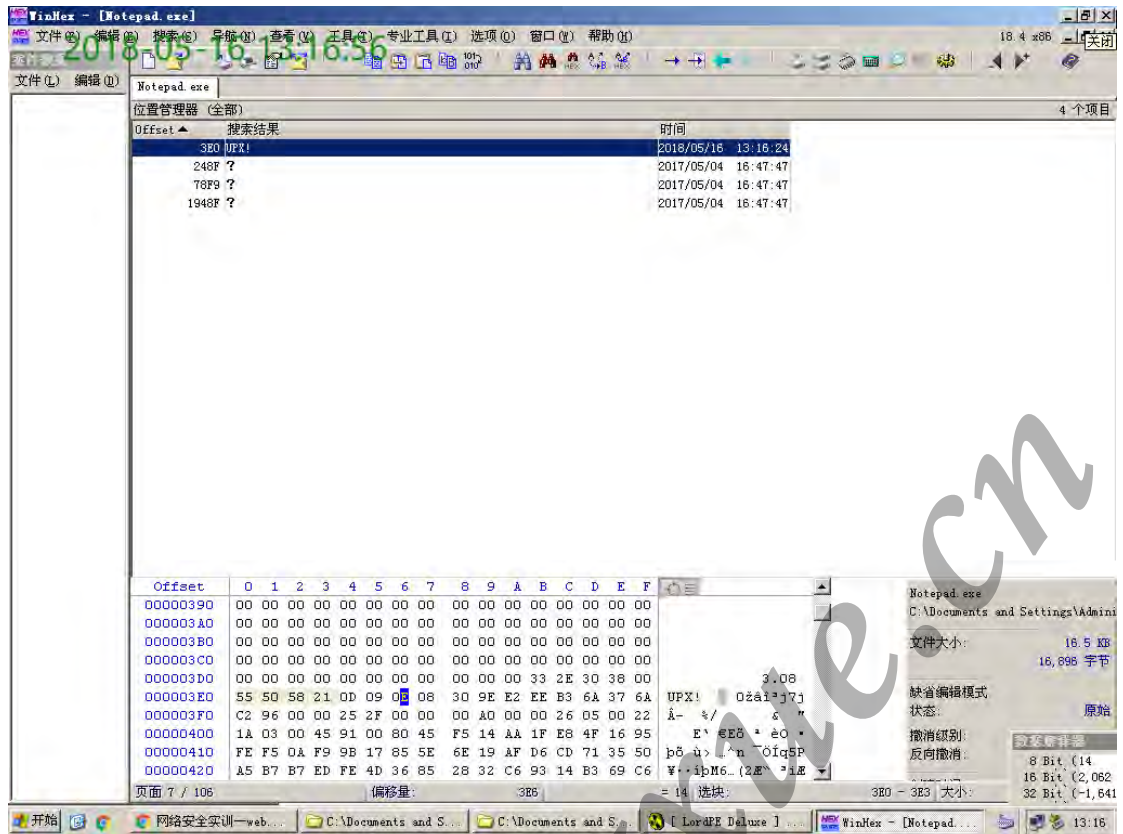 WinHex - [Notepad.exe]
文件(F) 编辑(E) 搜索(S) 导航(N) 查看(V) 工具(T) 专业工具(I) 选项(O) 窗口(W) 帮助(H) 18.4 x86
关闭
2018-05-16 13:16:56
文件(L) 编辑(D)
Notepad.exe
位置管理器 (全部) 4 个项目
Offset 搜索结果 时间
3E0 UPX! 2018/05/16 13:16:24
248F ? 2017/05/04 16:47:47
78F9 ? 2017/05/04 16:47:47
1948F ? 2017/05/04 16:47:47
Offset 0 1 2 3 4 5 6 7 8 9 A B C D E F
00000390 00 00 00 00 00 00 00 00 00 00 00 00 00 00 00 00
000003A0 00 00 00 00 00 00 00 00 00 00 00 00 00 00 00 00
000003B0 00 00 00 00 00 00 00 00 00 00 00 00 00 00 00 00
000003C0 00 00 00 00 00 00 00 00 00 00 00 00 00 00 00 00
000003D0 00 00 00 00 00 00 00 00 00 00 00 33 2E 30 38 00 3.08
000003E0 55 50 58 21 0D 09 0E 08 30 9E E2 EE B3 6A 37 6A UPX! 0žâî³j7j
000003F0 C2 96 00 00 25 2F 00 00 00 A0 00 00 26 05 00 22 Â– %/ & "
00000400 1A 03 00 45 91 00 80 45 F5 14 AA 1F E8 4F 16 95 E‘ €Eõ ª èO •
00000410 FE F5 0A F9 9B 17 85 5E 6E 19 AF D6 CD 71 35 50 þõ ù› …^n ¯ÖÍq5P
00000420 A5 B7 B7 ED FE 4D 36 85 28 32 C6 93 14 B3 69 C6 ¥··íþM6…(2Æ“ ³iÆ
Notepad.exe
C:\Documents and Settings\Admini
文件大小: 16.5 KB
16,896 字节
缺省编辑模式
状态: 原始
撤消级别:
反向撤消:
数据解释器
8 Bit (14
16 Bit (2,062
32 Bit (-1,641
页面 7 / 106 偏移量: 3E6 = 14 选块: 3E0 - 3E3 大小:
开始 网络安全实训—web... C:\Documents and S... C:\Documents and S... [ LordPE Deluxe ] ... WinHex - [Notepad.... 13:16